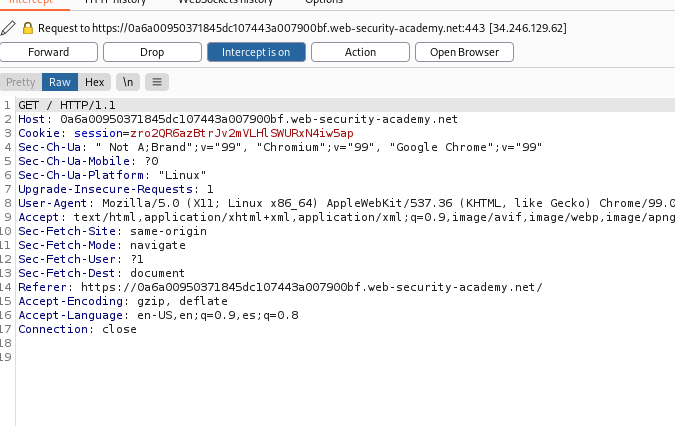 Intercept HTTP history WebSockets history Options
Request to https://0a6a00950371845dc107443a007900bf.web-security-academy.net:443 [34.246.129.62]
Forward Drop Intercept is on Action Open Browser
Pretty Raw Hex \n ≡
1 GET / HTTP/1.1
2 Host: 0a6a00950371845dc107443a007900bf.web-security-academy.net
3 Cookie: session=zro2QR6azBtrJv2mVLHlSWURxN4iw5ap
4 Sec-Ch-Ua: " Not A;Brand";v="99", "Chromium";v="99", "Google Chrome";v="99"
5 Sec-Ch-Ua-Mobile: ?0
6 Sec-Ch-Ua-Platform: "Linux"
7 Upgrade-Insecure-Requests: 1
8 User-Agent: Mozilla/5.0 (X11; Linux x86_64) AppleWebKit/537.36 (KHTML, like Gecko) Chrome/99.0
9 Accept: text/html,application/xhtml+xml,application/xml;q=0.9,image/avif,image/webp,image/apng
10 Sec-Fetch-Site: same-origin
11 Sec-Fetch-Mode: navigate
12 Sec-Fetch-User: ?1
13 Sec-Fetch-Dest: document
14 Referer: https://0a6a00950371845dc107443a007900bf.web-security-academy.net/
15 Accept-Encoding: gzip, deflate
16 Accept-Language: en-US,en;q=0.9,es;q=0.8
17 Connection: close
18
19